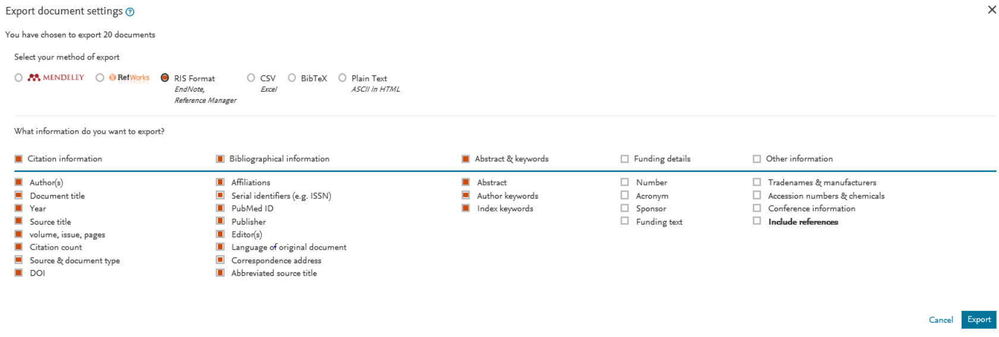 Export document settings ?
You have chosen to export 20 documents
Select your method of export
MENDELEY RefWorks RIS Format CSV BibTeX Plain Text
EndNote, Excel ASCII in HTML
Reference Manager
What information do you want to export?
Citation information Bibliographical information Abstract & keywords Funding details Other information
Author(s) Affiliations Abstract Number Tradenames & manufacturers
Document title Serial identifiers (e.g. ISSN) Author keywords Acronym Accession numbers & chemicals
Year PubMed ID Index keywords Sponsor Conference information
Source title Publisher Funding text Include references
volume, issue, pages Editor(s)
Citation count Language of original document
Source & document type Correspondence address
DOI Abbreviated source title
Cancel Export